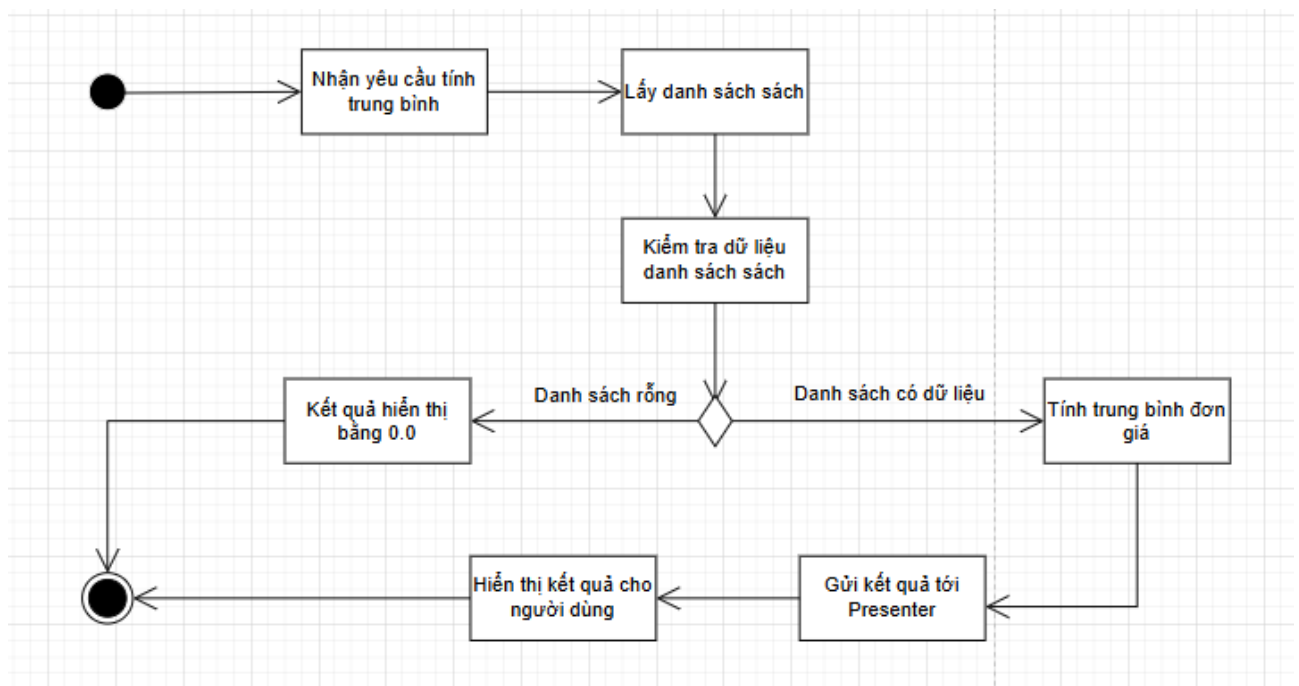 Nhận yêu cầu tính
trung bình
Lấy danh sách sách
Kiểm tra dữ liệu
danh sách sách
Danh sách rỗng
Danh sách có dữ liệu
Kết quả hiển thị
bằng 0.0
Tính trung bình đơn
giá
Hiển thị kết quả cho
người dùng
Gửi kết quả tới
Presenter